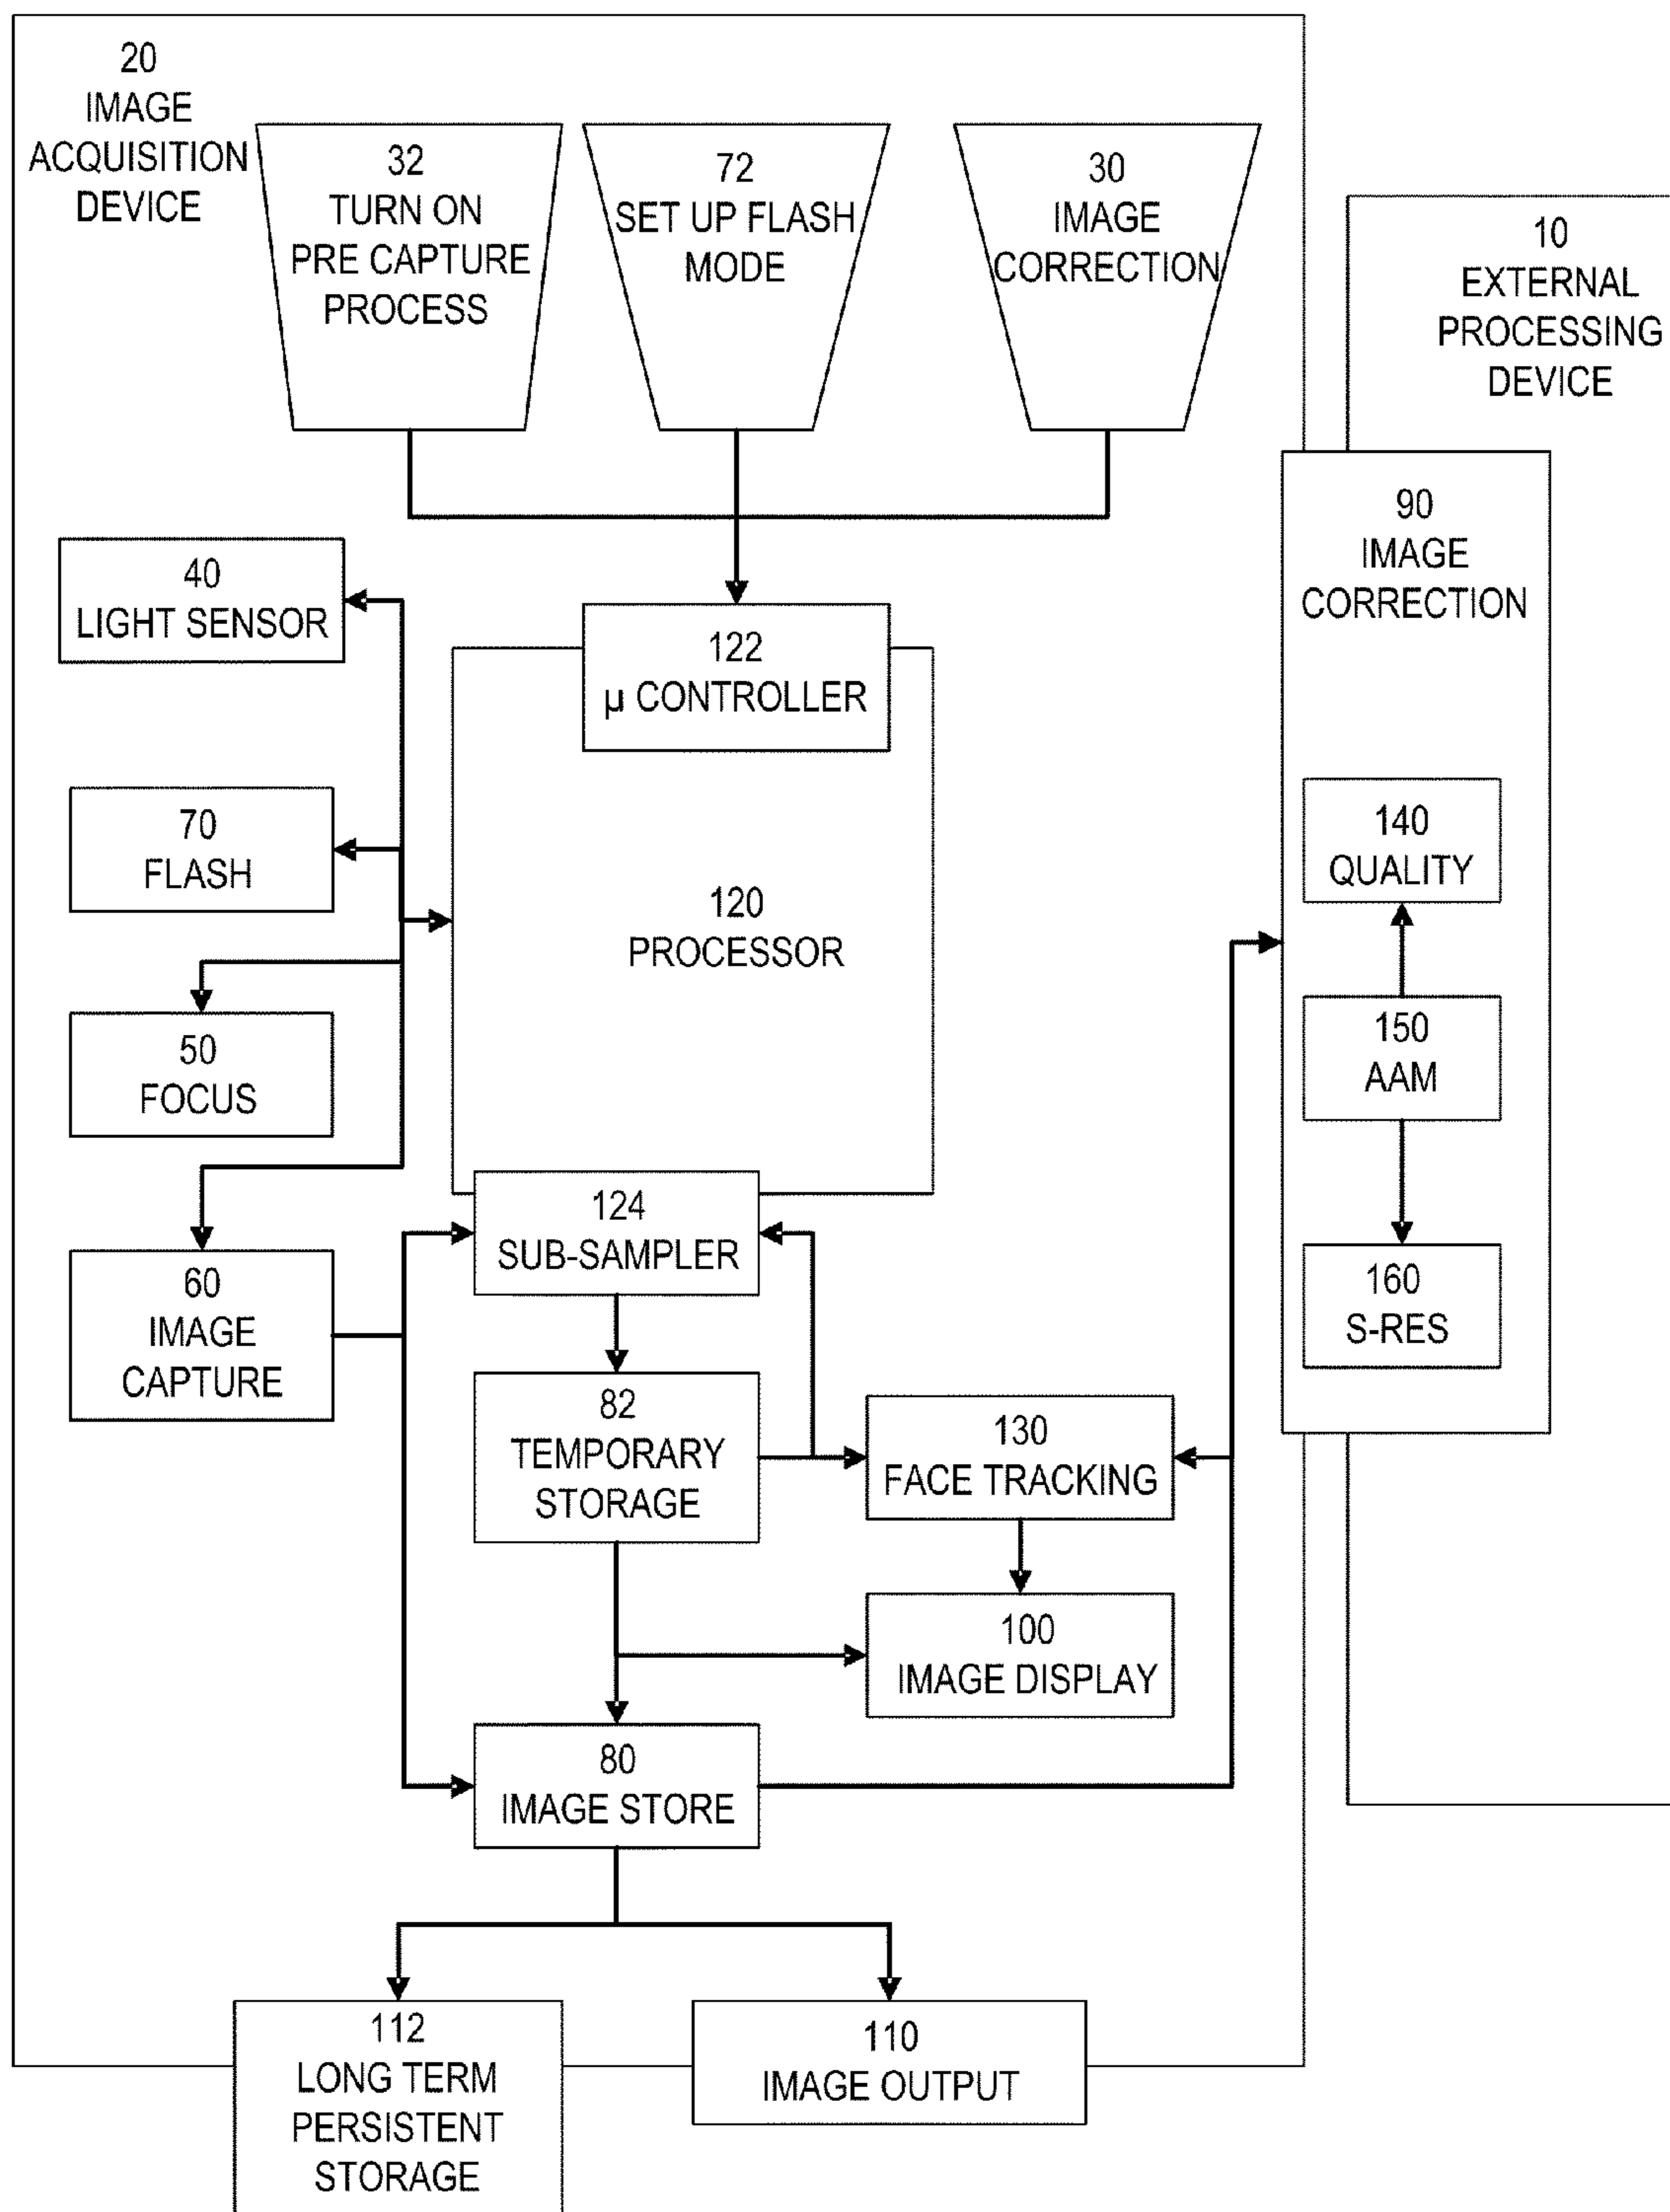 20
IMAGE
ACQUISITION
DEVICE
32
TURN ON
PRE CAPTURE
PROCESS
72
SET UP FLASH
MODE
30
IMAGE
CORRECTION
10
EXTERNAL
PROCESSING
DEVICE
90
IMAGE
CORRECTION
40
LIGHT SENSOR
122
µ CONTROLLER
70
FLASH
120
PROCESSOR
140
QUALITY
50
FOCUS
150
AAM
124
SUB-SAMPLER
60
IMAGE
CAPTURE
160
S-RES
82
TEMPORARY
STORAGE
130
FACE TRACKING
100
IMAGE DISPLAY
80
IMAGE STORE
112
LONG TERM
PERSISTENT
STORAGE
110
IMAGE OUTPUT